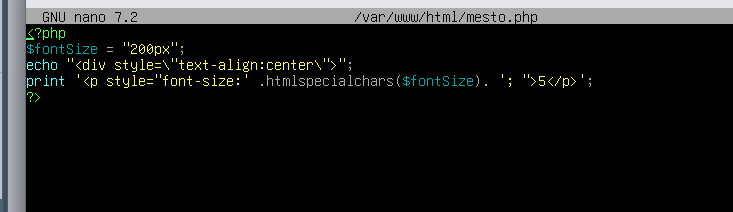 GNU nano 7.2 /var/www/html/mesto.php
<?php
$fontSize = "200px";
echo "<div style=\"text-align:center\">";
print '<p style="font-size:' .htmlspecialchars($fontSize). '; ">5</p>';
?>